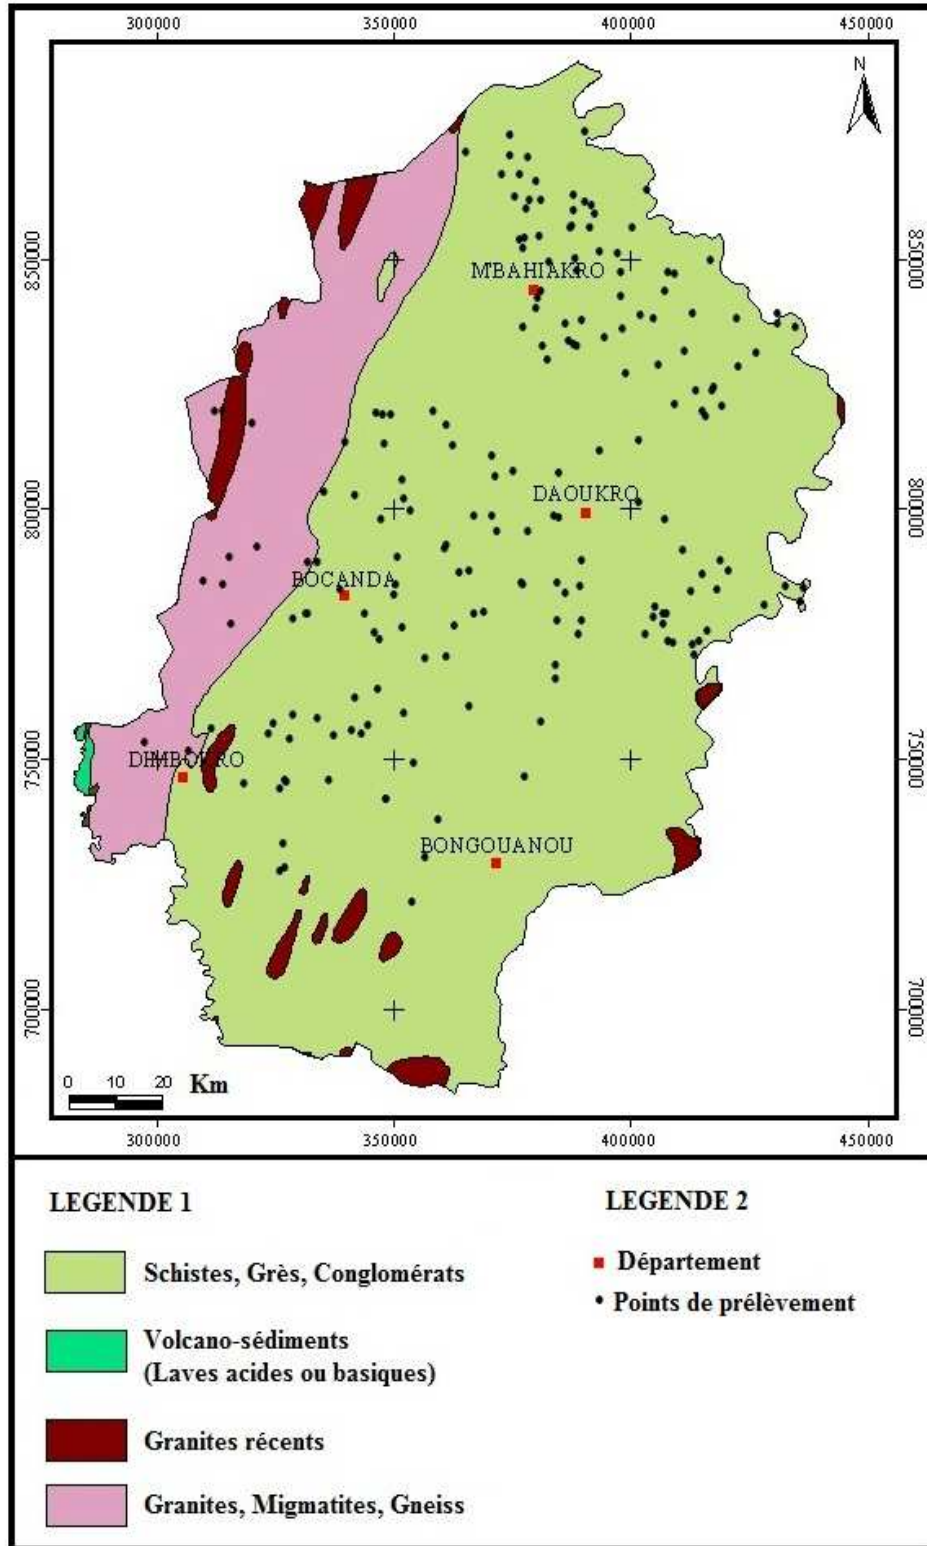 300000 350000 400000 450000
N
850000 850000
M'BAHIAKRO
800000 800000
DAOUKRO
BOCANDA
750000 750000
DIMBOKRO
BONGOUANOU
700000 700000
0 10 20 Km
300000 350000 400000 450000
LEGENDE 1
Schistes, Grès, Conglomérats
Volcano-sédiments
(Laves acides ou basiques)
Granites récents
Granites, Migmatites, Gneiss
LEGENDE 2
Département
Points de prélèvement